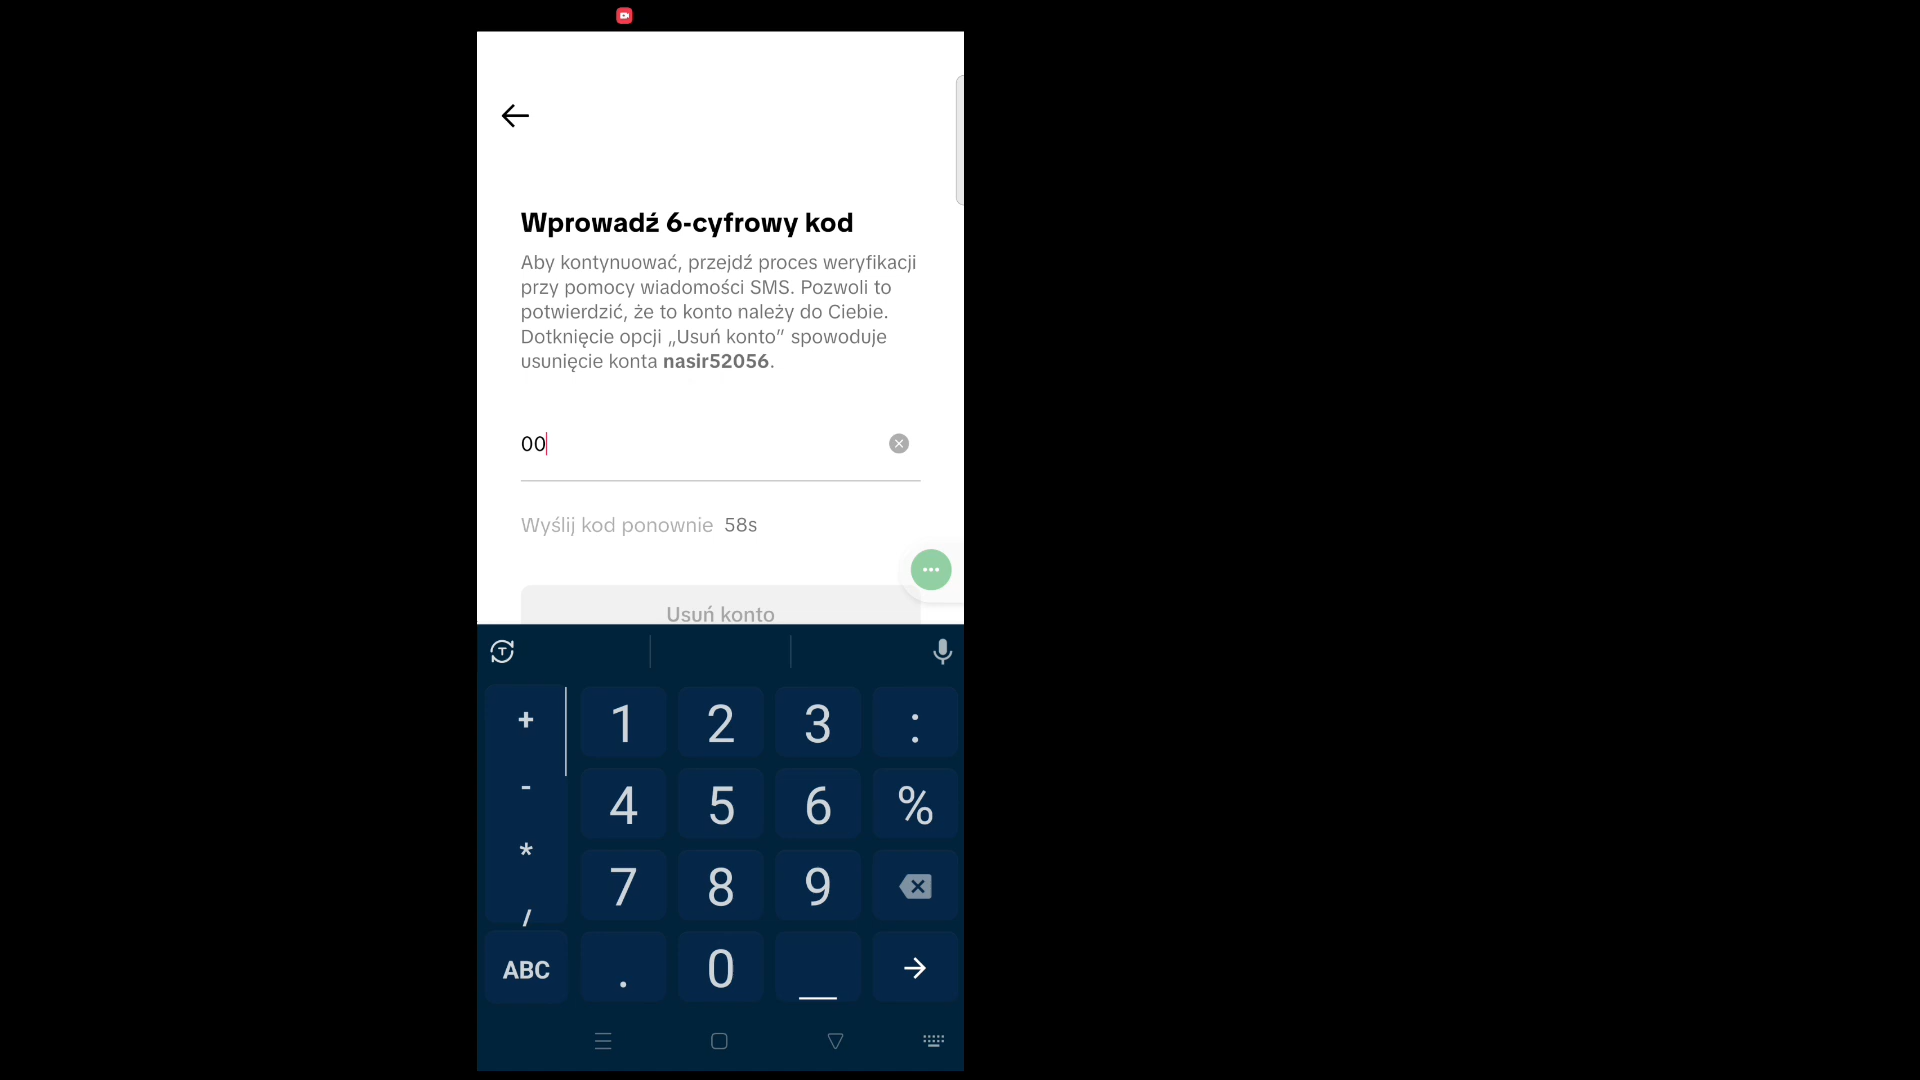 Wprowadź 6-cyfrowy kod
Aby kontynuować, przejdź proces weryfikacji
przy pomocy wiadomości SMS. Pozwoli to
potwierdzić, że to konto należy do Ciebie.
Dotknięcie opcji „Usuń konto” spowoduje
usunięcie konta nasir52056.
00
Wyślij kod ponownie 58s
Usuń konto
+ 1 2 3 :
- 4 5 6 %
* 7 8 9
/
ABC . 0 _